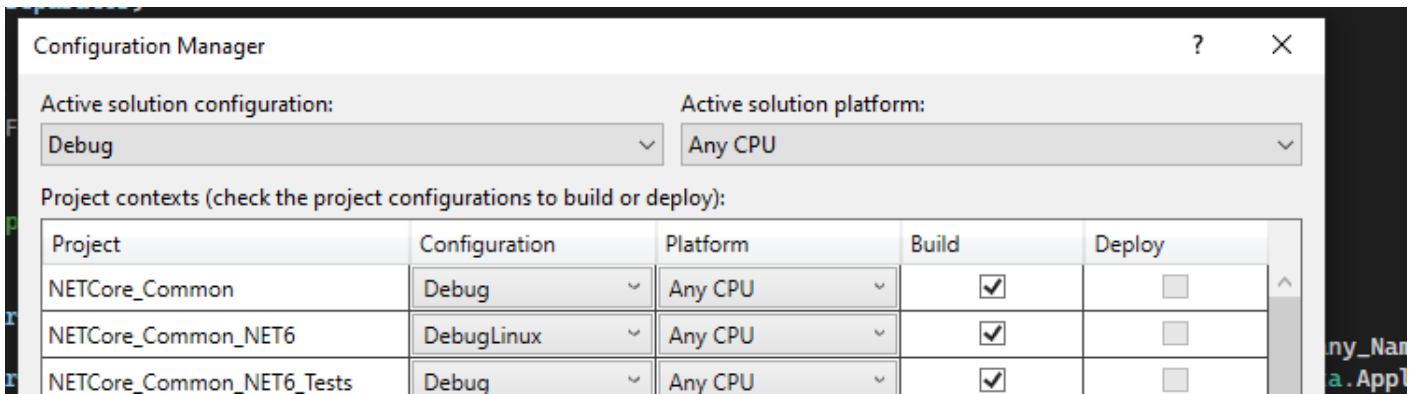 Configuration Manager ? ✕
Active solution configuration: Active solution platform:
Debug Any CPU
Project contexts (check the project configurations to build or deploy):
Project Configuration Platform Build Deploy
NETCore_Common Debug Any CPU
NETCore_Common_NET6 DebugLinux Any CPU
ny_Nam
NETCore_Common_NET6_Tests Debug Any CPU
a.Appl